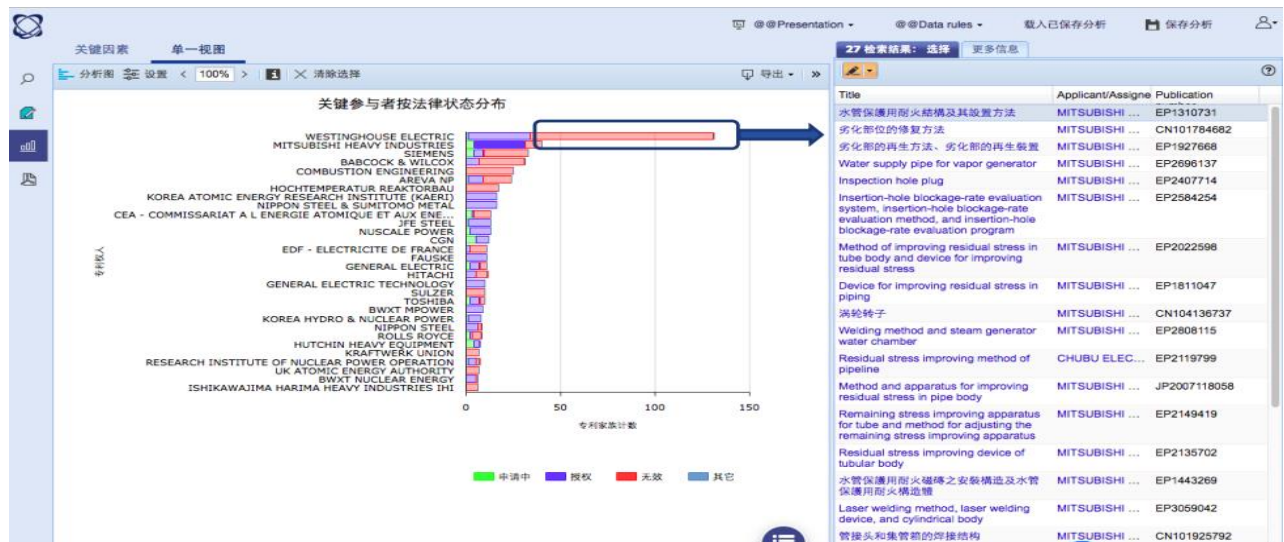 @@Presentation
@@Data rules
载入已保存分析
保存分析
关键因素
单一视图
27 检索结果: 选择
更多信息
分析图
设置
< 100% >
清除选择
导出
»
Title
Applicant/Assigne
Publication
关键参与者按法律状态分布
WESTINGHOUSE ELECTRIC
MITSUBISHI HEAVY INDUSTRIES
SIEMENS
BABCOCK & WILCOX
COMBUSTION ENGINEERING
AREVA NP
HOCHTEMPERATUR REAKTORBAU
KOREA ATOMIC ENERGY RESEARCH INSTITUTE (KAERI)
NIPPON STEEL & SUMITOMO METAL
CEA - COMMISSARIAT A L ENERGIE ATOMIQUE ET AUX ENE...
JFE STEEL
NUSCALE POWER
CGN
EDF - ELECTRICITE DE FRANCE
FAUSKE
GENERAL ELECTRIC
HITACHI
GENERAL ELECTRIC TECHNOLOGY
SULZER
TOSHIBA
BWXT MPOWER
KOREA HYDRO & NUCLEAR POWER
NIPPON STEEL
ROLLS ROYCE
HUTCHIN HEAVY EQUIPMENT
KRAFTWERK UNION
RESEARCH INSTITUTE OF NUCLEAR POWER OPERATION
UK ATOMIC ENERGY AUTHORITY
BWXT NUCLEAR ENERGY
ISHIKAWAJIMA HARIMA HEAVY INDUSTRIES IHI
专利权人
0 50 100 150
专利家族计数
申请中 授权 无效 其它
水管保護用耐火結構及其設置方法 MITSUBISHI ... EP1310731
劣化部位的修复方法 MITSUBISHI ... CN101784682
劣化部的再生方法、劣化部的再生裝置 MITSUBISHI ... EP1927668
Water supply pipe for vapor generator MITSUBISHI ... EP2696137
Inspection hole plug MITSUBISHI ... EP2407714
Insertion-hole blockage-rate evaluation MITSUBISHI ... EP2584254
system, insertion-hole blockage-rate
evaluation method, and insertion-hole
blockage-rate evaluation program
Method of improving residual stress in MITSUBISHI ... EP2022598
tube body and device for improving
residual stress
Device for improving residual stress in MITSUBISHI ... EP1811047
piping
涡轮转子 MITSUBISHI ... CN104136737
Welding method and steam generator MITSUBISHI ... EP2808115
water chamber
Residual stress improving method of CHUBU ELEC... EP2119799
pipeline
Method and apparatus for improving MITSUBISHI ... JP2007118058
residual stress in pipe body
Remaining stress improving apparatus MITSUBISHI ... EP2149419
for tube and method for adjusting the
remaining stress improving apparatus
Residual stress improving device of MITSUBISHI ... EP2135702
tubular body
水管保護用耐火磁磚之安裝構造及水管 MITSUBISHI ... EP1443269
保護用耐火構造體
Laser welding method, laser welding MITSUBISHI ... EP3059042
device, and cylindrical body
管接头和集管箱的焊接结构 MITSUBISHI ... CN101925792